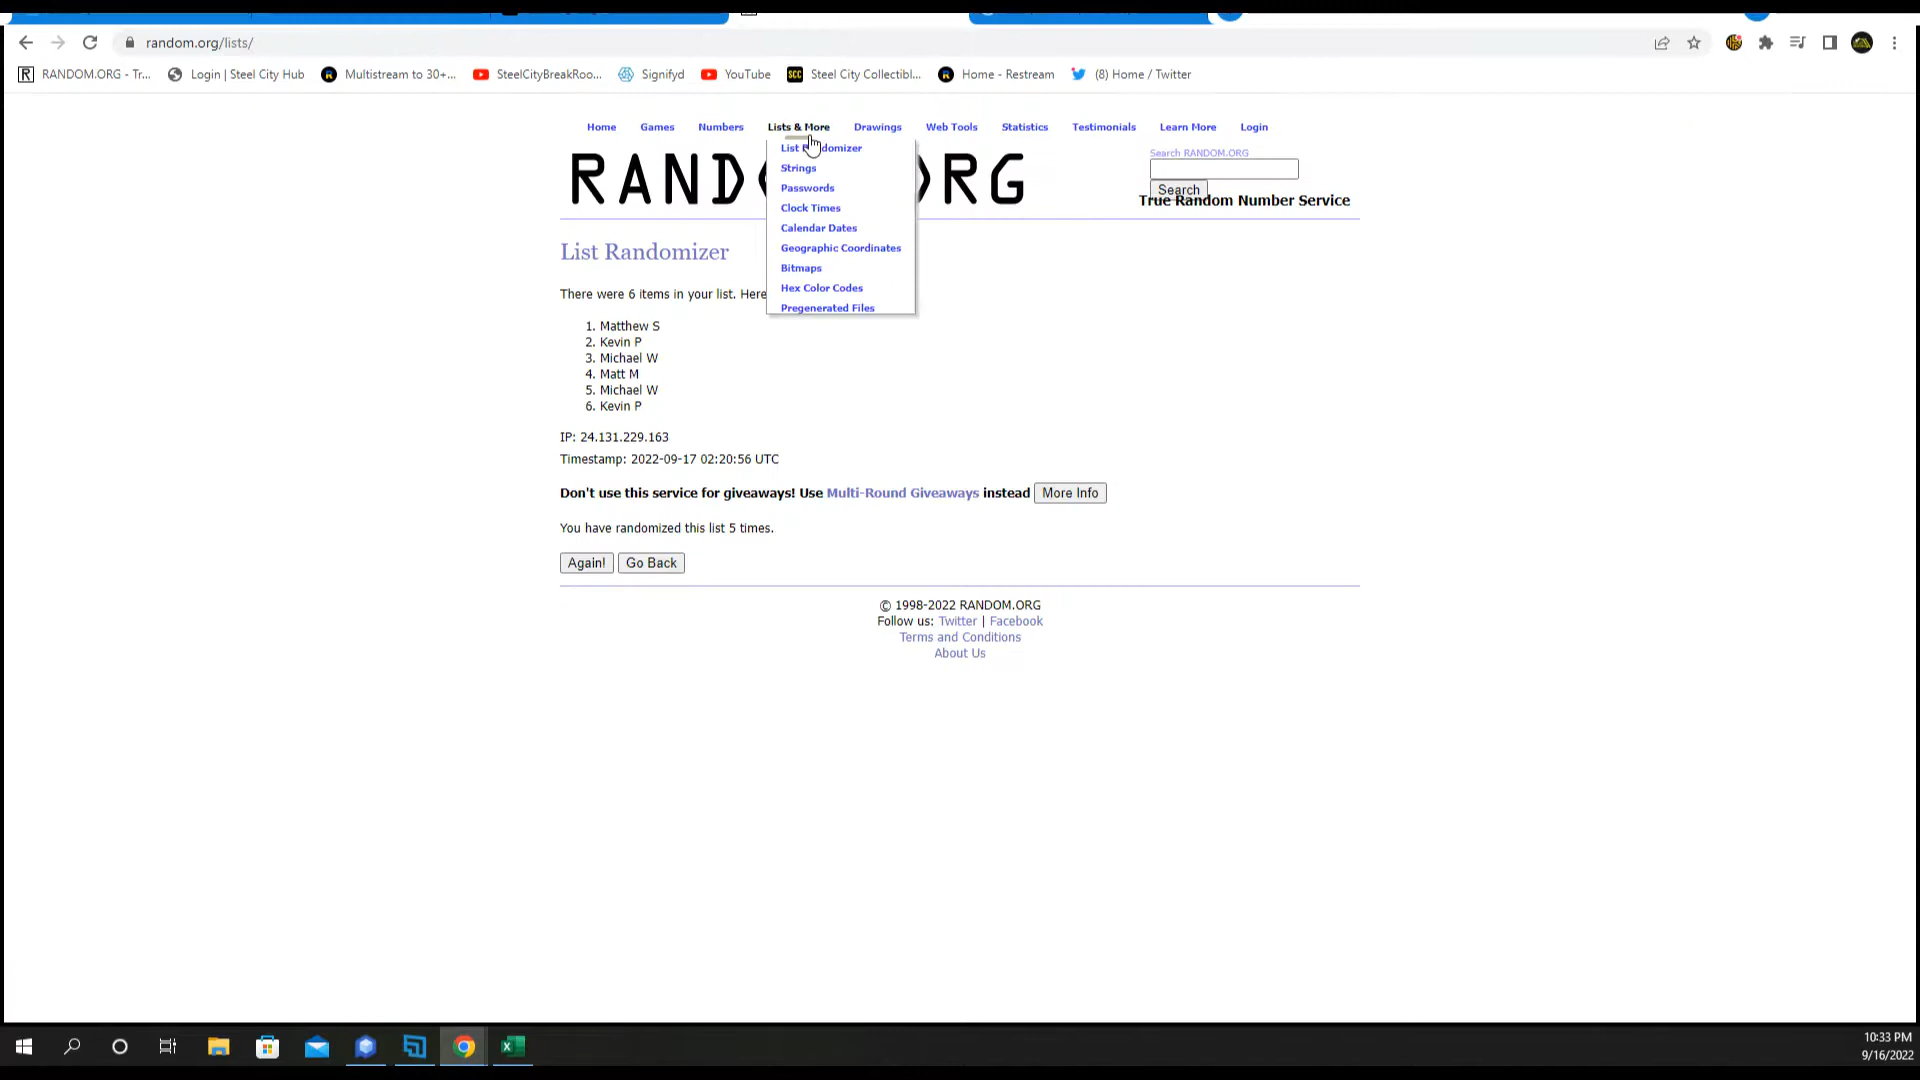 random.org/lists/
RANDOM.ORG - Tr...
Login | Steel City Hub
Multistream to 30+...
SteelCityBreakRoo...
Signifyd
YouTube
SCC
Steel City Collectibl...
Home - Restream
(8) Home / Twitter
Home
Games
Numbers
Lists & More
Drawings
Web Tools
Statistics
Testimonials
Learn More
Login
List
Strings
Passwords
Clock Times
Calendar Dates
Geographic Coordinates
Bitmaps
Hex Color Codes
Pregenerated Files
Search RANDOM.ORG
Search
True Random Number Service
List Randomizer
There were 6 items in your list. Here
1. Matthew S
2. Kevin P
3. Michael W
4. Matt M
5. Michael W
6. Kevin P
IP: 24.131.229.163
Timestamp: 2022-09-17 02:20:56 UTC
Don't use this service for giveaways! Use Multi-Round Giveaways instead More Info
You have randomized this list 5 times.
Again! Go Back
© 1998-2022 RANDOM.ORG
Follow us: Twitter | Facebook
Terms and Conditions
About Us
10:33 PM
9/16/2022